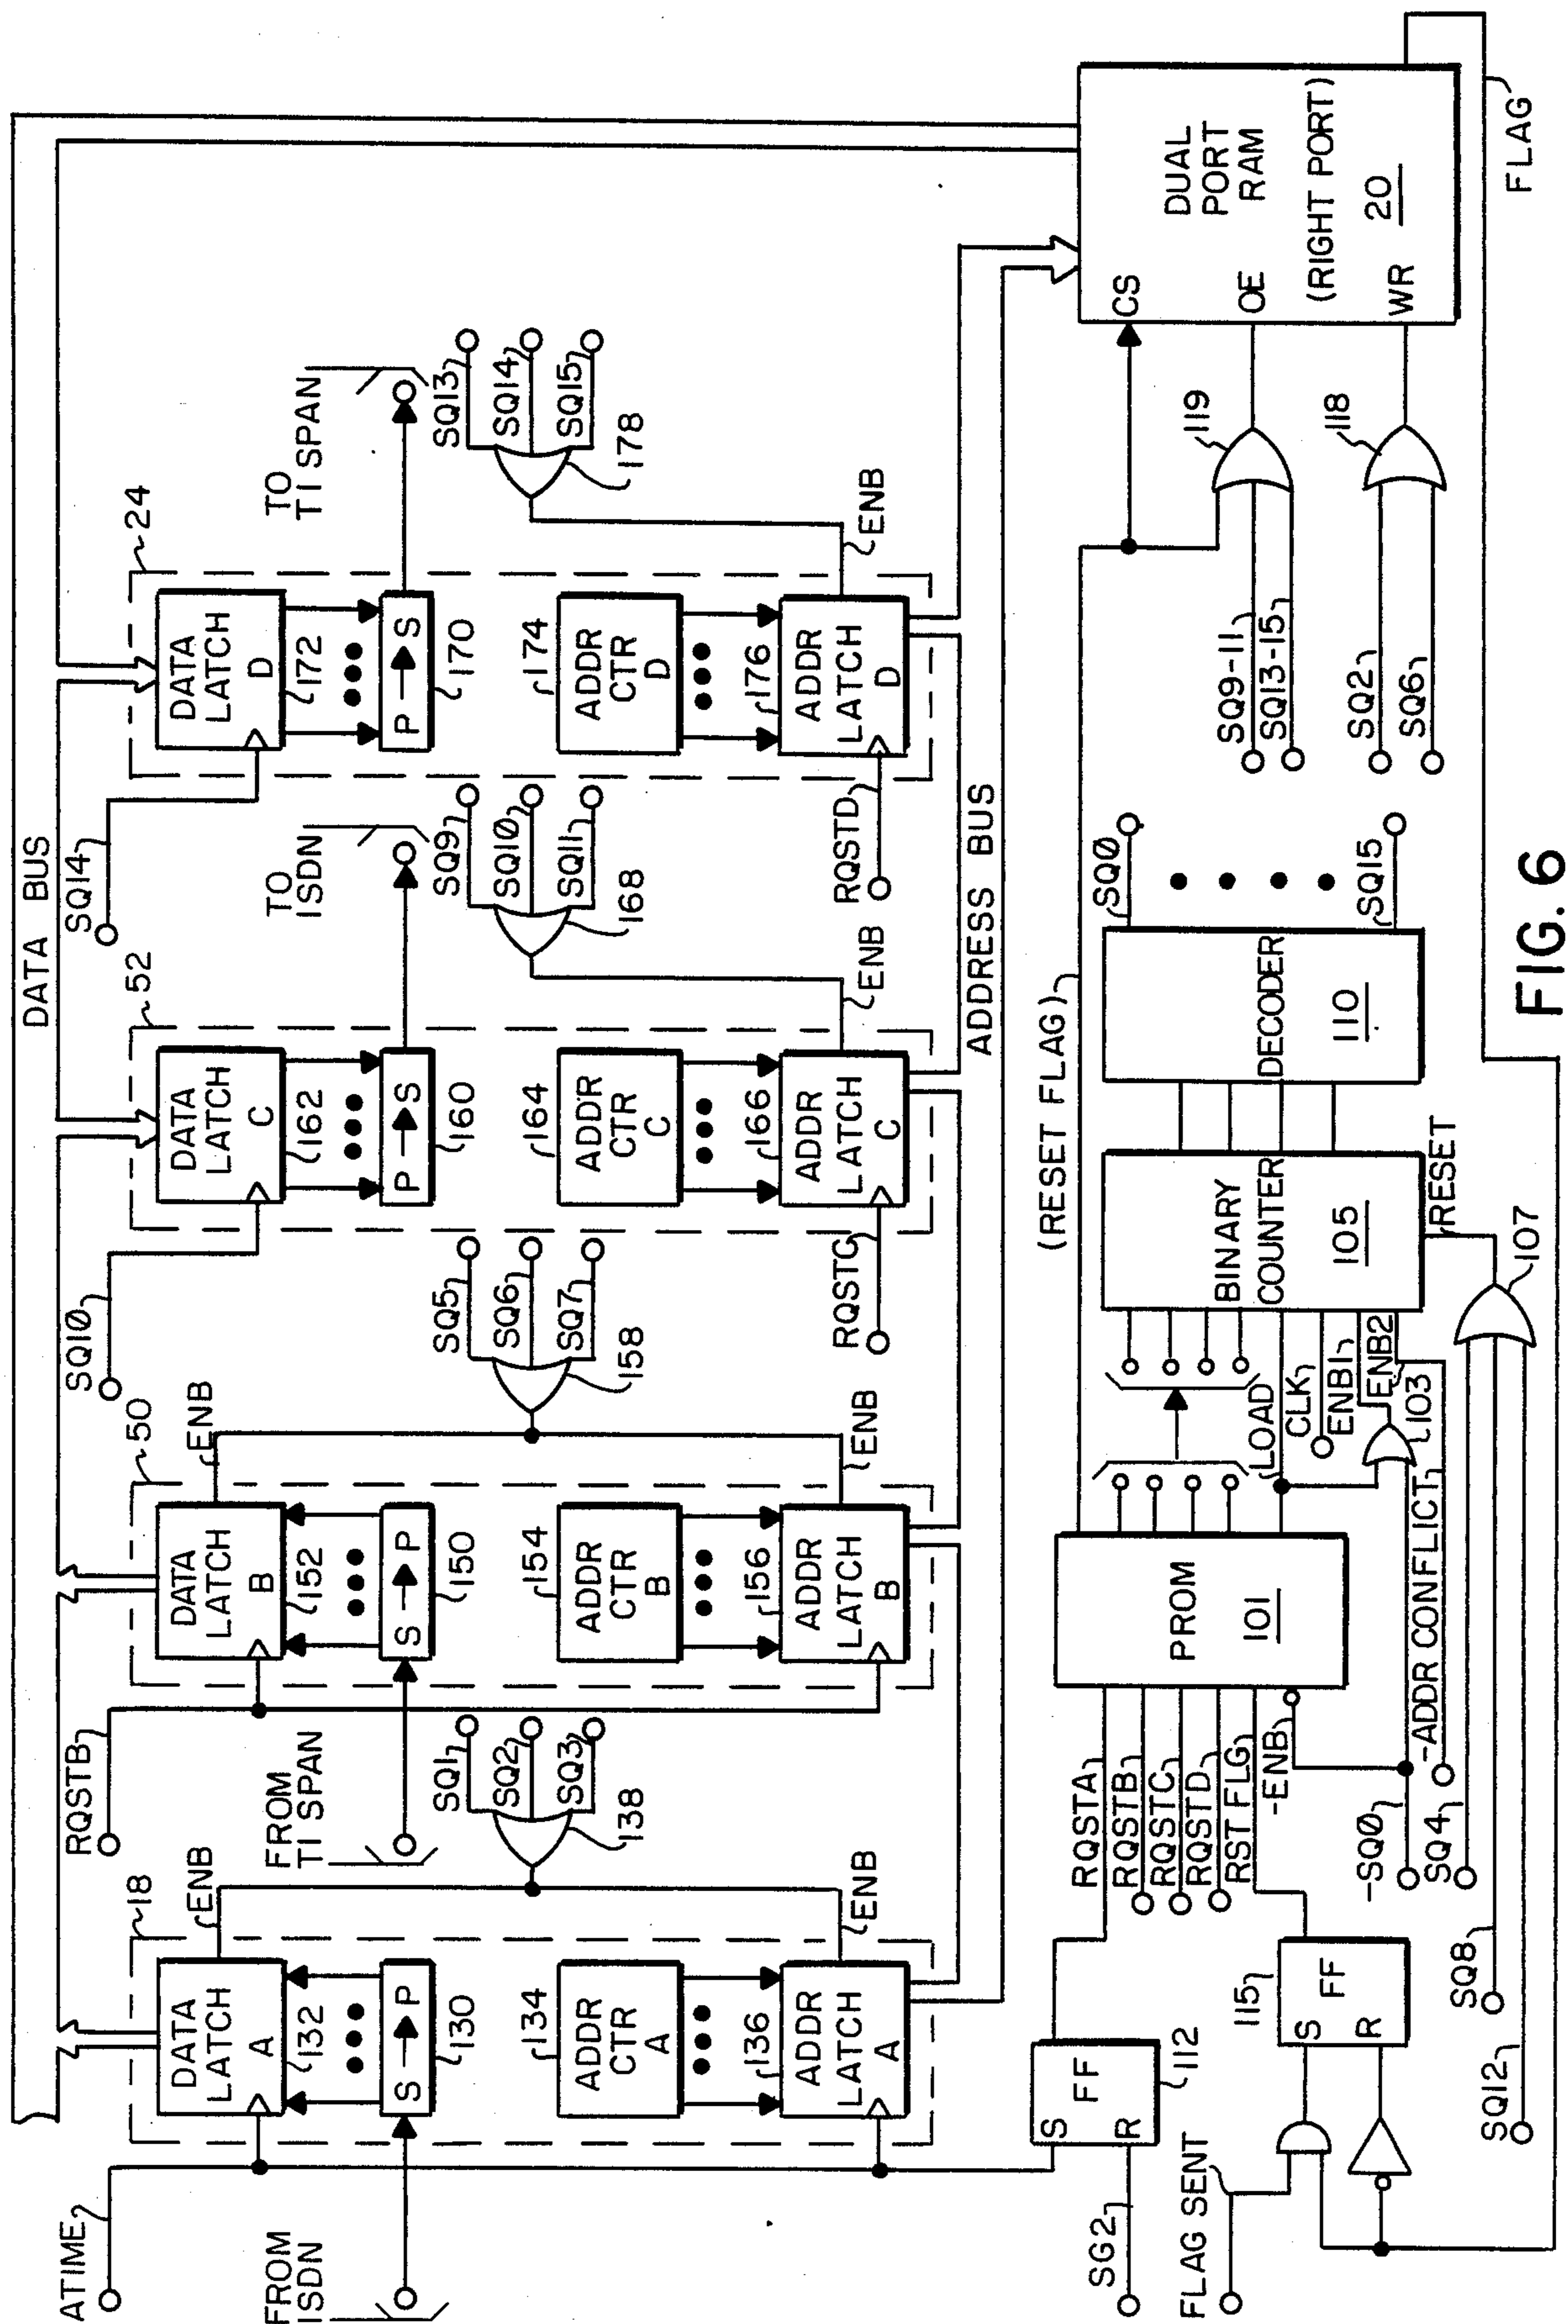 DATA BUS
ATIME
FROM
ISDN
18
DATA
LATCH
A
132
S P
130
134
ADDR
CTR
A
136
ADDR
LATCH
A
ENB
ENB
SQ1
SQ2
SQ3
138
RQSTB
FROM
T1 SPAN
50
DATA
LATCH
B
152
S P
150
154
ADDR
CTR
B
156
ADDR
LATCH
B
ENB
ENB
SQ5
SQ6
SQ7
158
SQ10
52
DATA
LATCH
C
162
P S
160
TO
ISDN
164
ADDR
CTR
C
166
ADDR
LATCH
C
RQSTC
ENB
SQ9
SQ10
SQ11
168
SQ14
24
DATA
LATCH
D
172
P S
170
TO
T1 SPAN
174
ADDR
CTR
D
176
ADDR
LATCH
D
RQSTD
ENB
SQ13
SQ14
SQ15
178
ADDRESS BUS
SG2
S
FF
R
112
FLAG SENT
115
S
FF
R
RQSTA
RQSTB
RQSTC
RQSTD
RST FLG
-ENB
-SQ0
-ADDR CONFLICT
SQ4
SQ8
SQ12
PROM
101
(RESET FLAG)
LOAD
CLK
ENB1
ENB2
103
BINARY
COUNTER
105
RESET
107
DECODER
110
SQ0
SQ15
SQ9-11
SQ13-15
119
SQ2
SQ6
118
CS
OE
WR
DUAL
PORT
RAM
(RIGHT PORT)
20
FLAG
FIG. 6